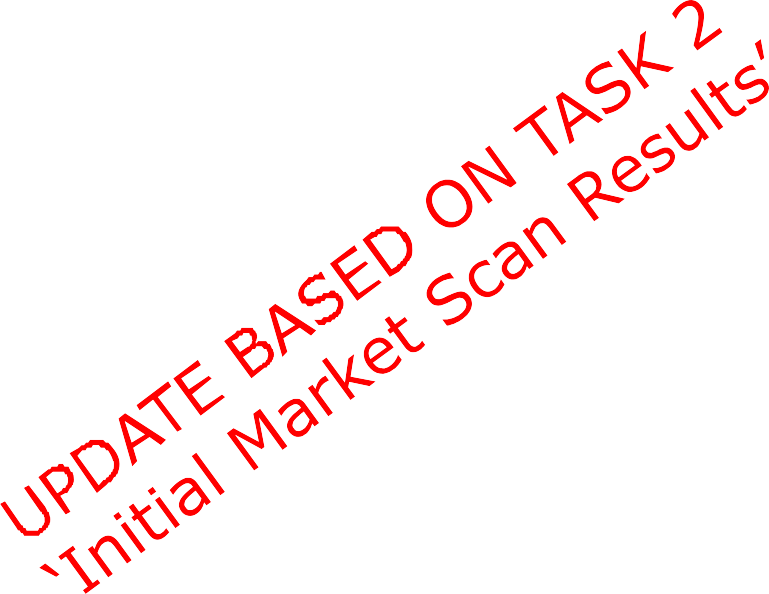 UPDATE BASED ON TASK 2
‘Initial Market Scan Results’